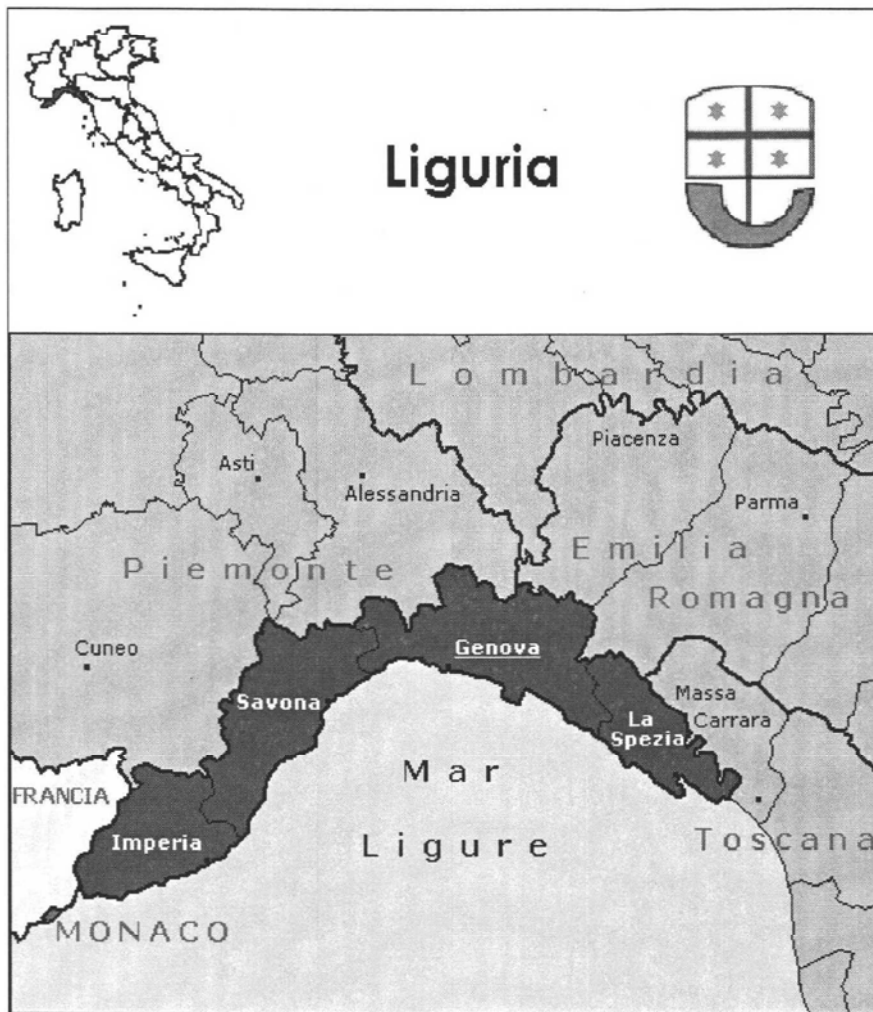 Liguria
Lombardia
Piacenza
Asti
Alessandria
Parma
Emilia
Piemonte
Romagna
Cuneo
Genova
Massa
Carrara
Savona
La
Spezia
Mar
FRANCIA
Imperia
Ligure
Toscana
MONACO